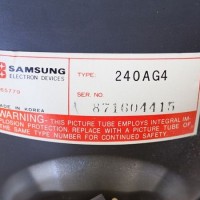 SAMSUNG
ELECTRON DEVICES
TYPE: 240AG4
SERIAL NO.
MADE IN KOREA
871604415
WARNING- THIS PICTURE TUBE EMPLOYS INTEGRAL IM-
PLOSION PROTECTION REPLACE WITH A PICTURE TUBE OF
THE SAME TYPE NUMBER FOR CONTINUED SAFETY.